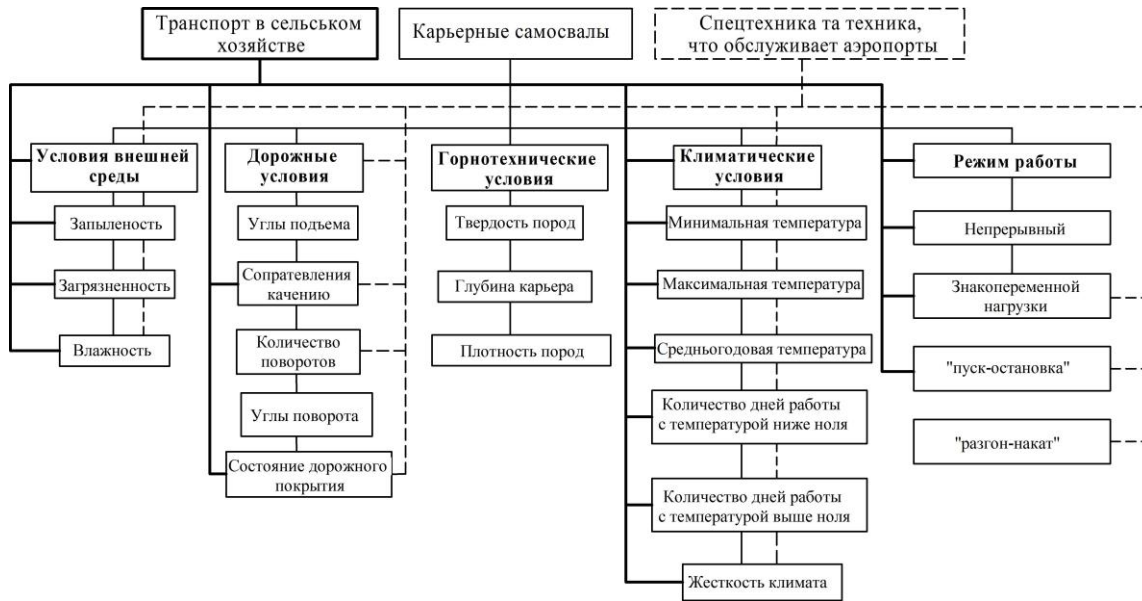 Транспорт в сельськом
хозяйстве
Карьерные самосвалы
Спецтехника та техника,
что обслуживает аэропорты
Условия внешней
среды
Запыленость
Загрязненность
Влажность
Дорожные
условия
Углы подъема
Сопратевления
качению
Количество
поворотов
Углы поворота
Состояние дорожного
покрытия
Горнотехнические
условия
Твердость пород
Глубина карьера
Плотность пород
Климатические
условия
Минимальная температура
Максимальная температура
Средньогодовая температура
Количество дней работы
с температурой ниже ноля
Количество дней работы
с температурой выше ноля
Жесткость климата
Режим работы
Непрерывный
Знакопеременной
нагрузки
"пуск-остановка"
"разгон-накат"